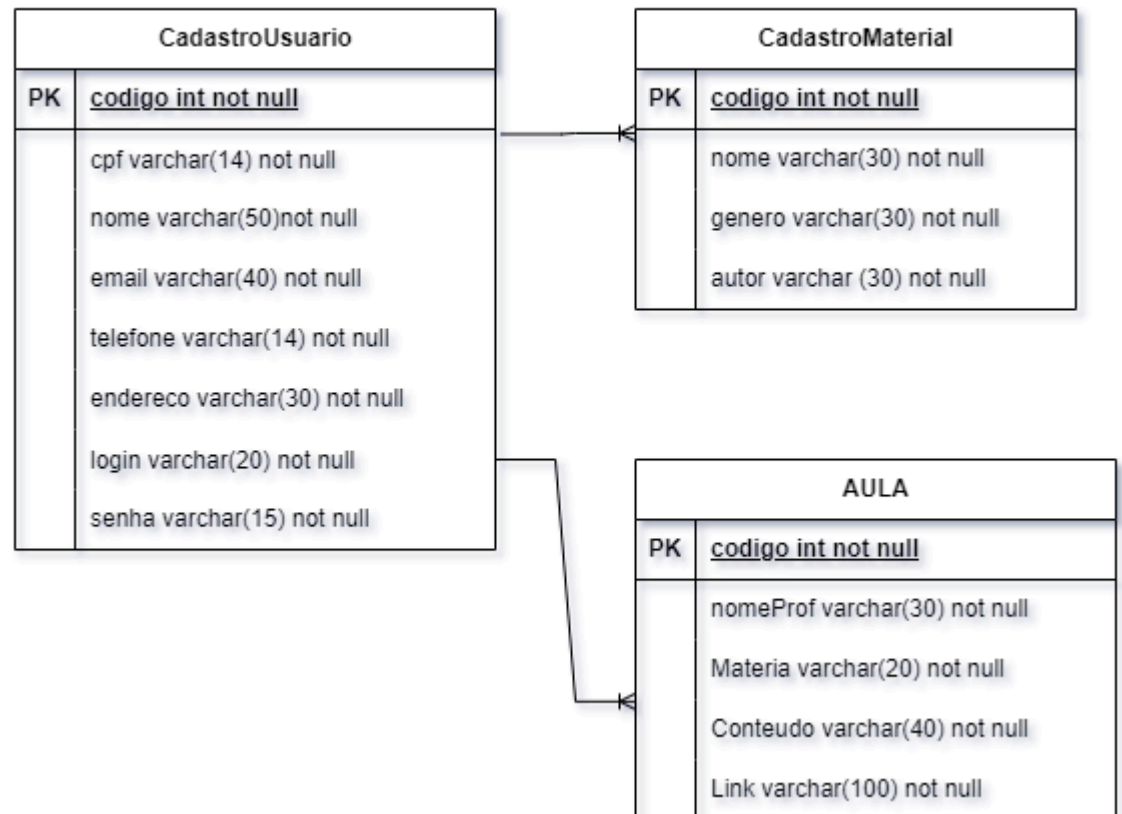 CadastroUsuario
PK codigo int not null
cpf varchar(14) not null
nome varchar(50)not null
email varchar(40) not null
telefone varchar(14) not null
endereco varchar(30) not null
login varchar(20) not null
senha varchar(15) not null
CadastroMaterial
PK codigo int not null
nome varchar(30) not null
genero varchar(30) not null
autor varchar (30) not null
AULA
PK codigo int not null
nomeProf varchar(30) not null
Materia varchar(20) not null
Conteudo varchar(40) not null
Link varchar(100) not null